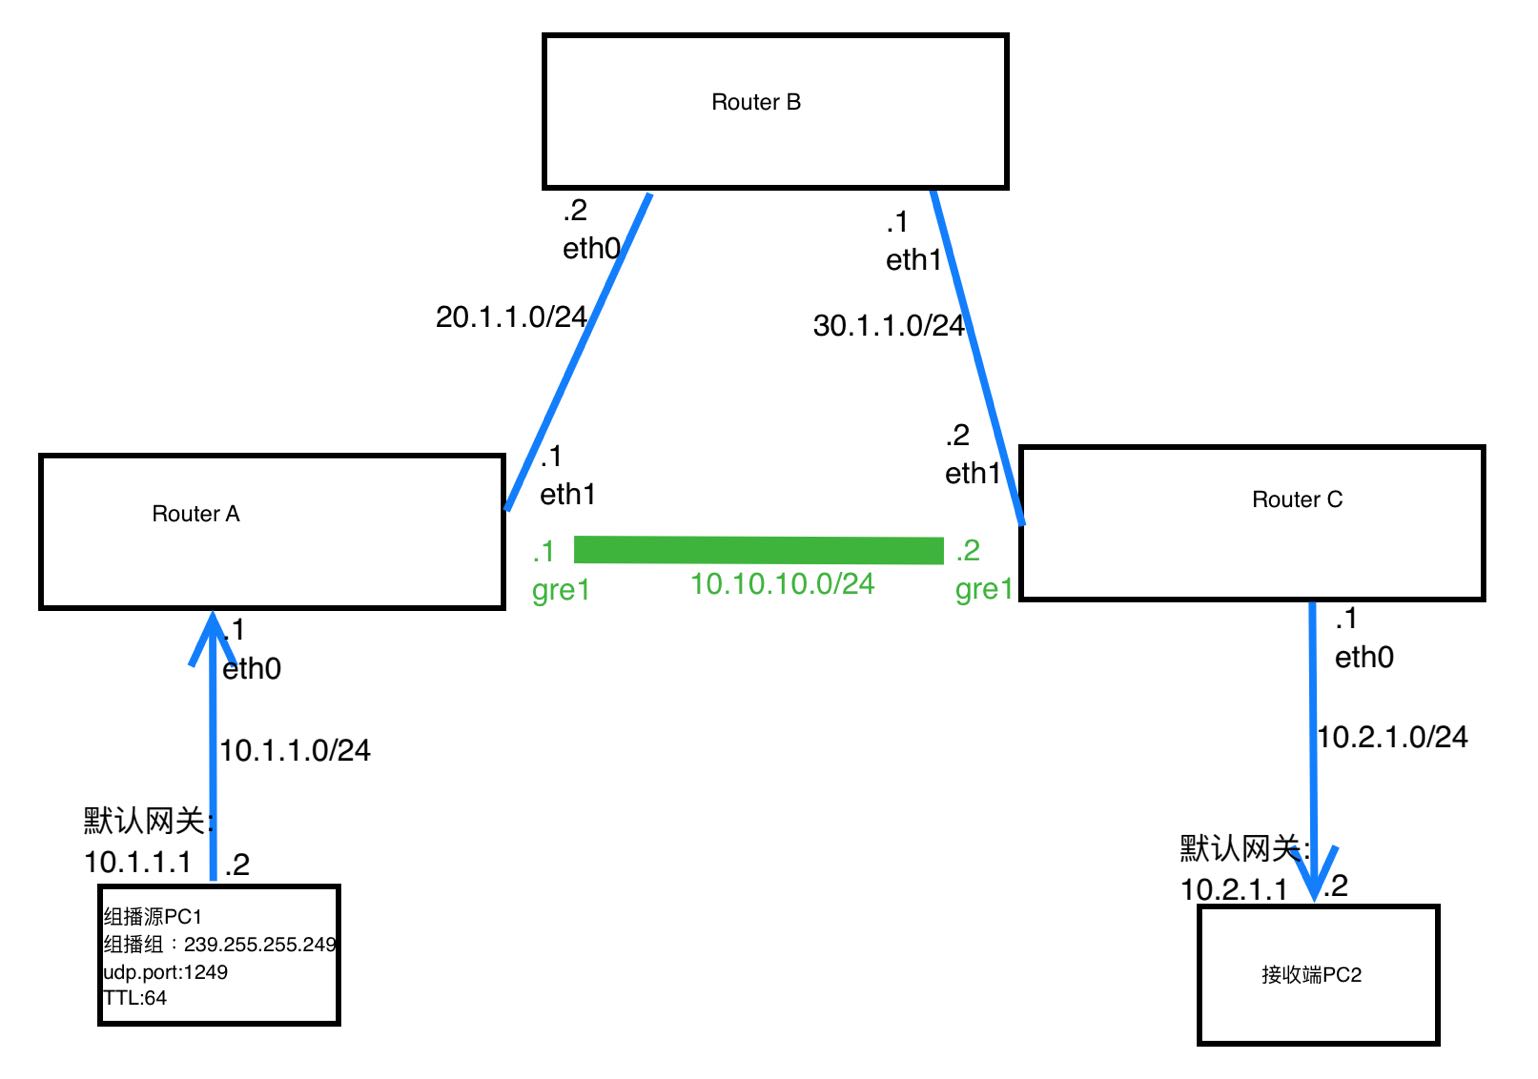 Router B
.2
eth0
.1
eth1
20.1.1.0/24
30.1.1.0/24
.1
eth1
.2
eth1
Router A
Router C
.1
gre1
10.10.10.0/24
.2
gre1
.1
eth0
.1
eth0
10.1.1.0/24
10.2.1.0/24
默认网关:
10.1.1.1
.2
默认网关:
10.2.1.1
.2
组播源PC1
组播组：239.255.255.249
udp.port:1249
TTL:64
接收端PC2